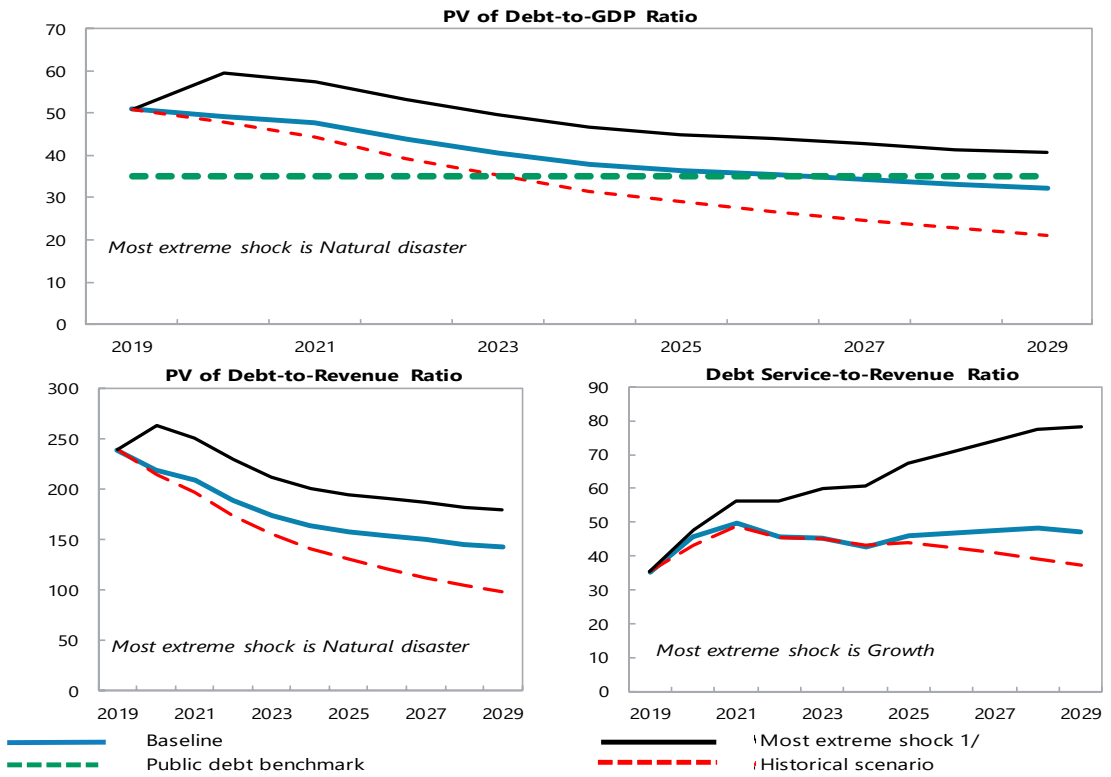 PV of Debt-to-GDP Ratio
70
60
50
40
30
20
10
0
Most extreme shock is Natural disaster
2019 2021 2023 2025 2027 2029
PV of Debt-to-Revenue Ratio
300
250
200
150
100
50
0
Most extreme shock is Natural disaster
2019 2021 2023 2025 2027 2029
Debt Service-to-Revenue Ratio
90
80
70
60
50
40
30
20
10
0
Most extreme shock is Growth
2019 2021 2023 2025 2027 2029
Baseline
Public debt benchmark
Most extreme shock 1/
Historical scenario